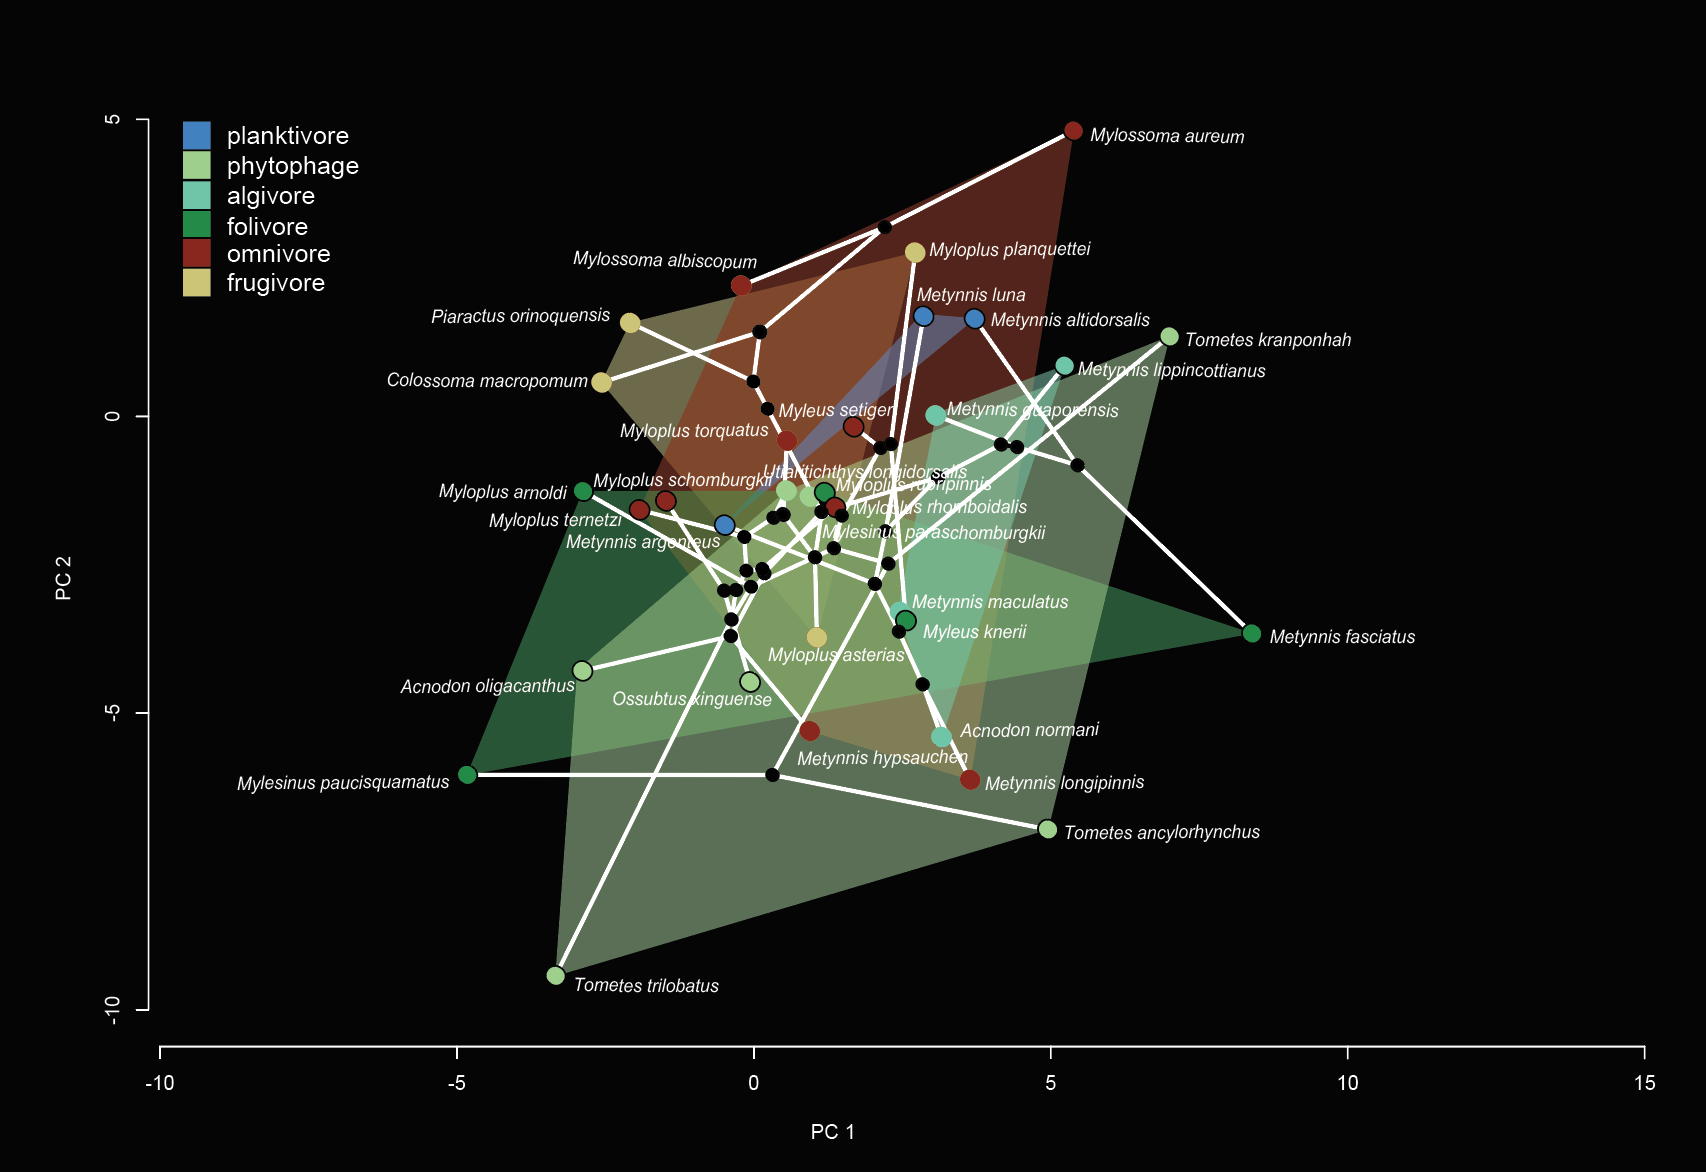 5
0
-5
-10
PC 2
planktivore
phytophage
algivore
folivore
omnivore
frugivore
Mylossoma aureum
Mylossoma albiscopum
Myloplus planquettei
Metynnis luna
Piaractus orinoquensis
Metynnis altidorsalis
Tometes kranponhah
Metynnis lippincottianus
Colossoma macropomum
Myleus setiger
Metynnis guaporensis
Myloplus torquatus
Utiaritichthys longidorsalis
Myloplus schomburgkii
Myloplus rubripinnis
Myloplus arnoldi
Myloplus rhomboidalis
Myloplus ternetzi
Mylesinus paraschomburgkii
Metynnis argenteus
Metynnis maculatus
Myleus knerii
Metynnis fasciatus
Myloplus asterias
Acnodon oligacanthus
Ossubtus xinguense
Acnodon normani
Metynnis hypsauchen
Mylesinus paucisquamatus
Metynnis longipinnis
Tometes ancylorhynchus
Tometes trilobatus
-10 -5 0 5 10 15
PC 1